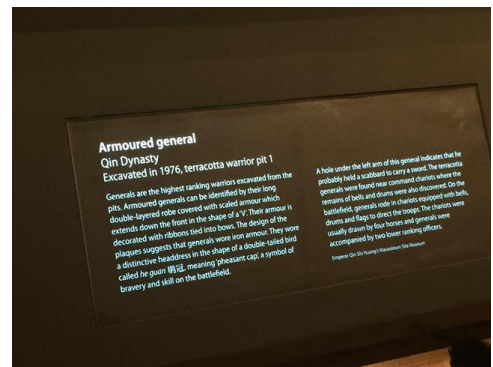 Armoured general
Qin Dynasty
Excavated in 1976, terracotta warrior pit 1
Generals are the highest ranking warriors excavated from the
pits. Armoured generals can be identified by their long
double-layered robe covered with scaled armour which
extends down the front in the shape of a 'V'. Their armour is
decorated with ribbons tied into bows. The design of the
plaques suggests that generals wore iron armour. They wore
a distinctive headdress in the shape of a double-tailed bird
called he guan 鹖冠, meaning 'pheasant cap', a symbol of
bravery and skill on the battlefield.
A hole under the left arm of this general indicates that he
probably held a scabbard to carry a sword. The terracotta
generals were found near command chariots where the
remains of bells and drums were also discovered. On the
battlefield, generals rode in chariots equipped with bells,
drums and flags to direct the troops. The chariots were
usually drawn by four horses and generals were
accompanied by two lower ranking officers.
Emperor Qin Shi Huang's Mausoleum Site Museum